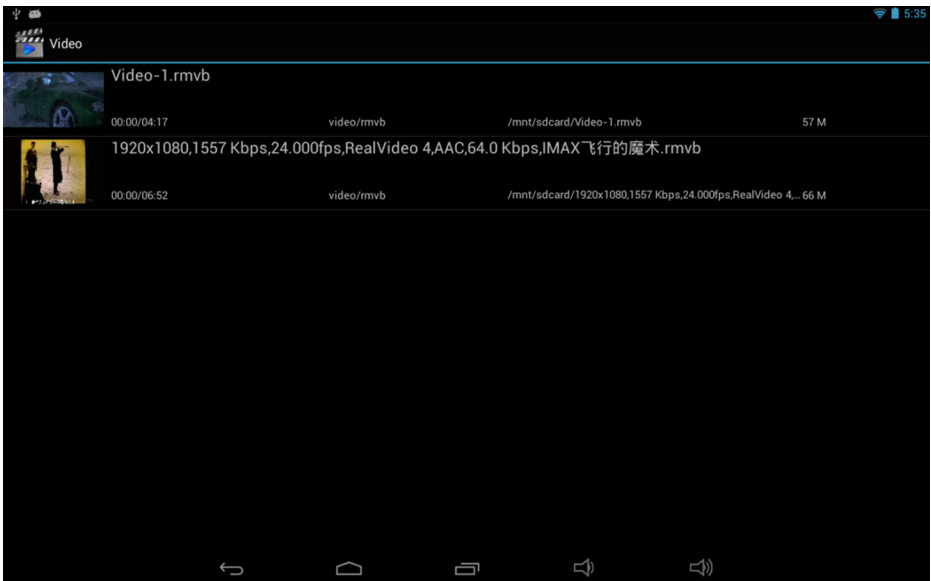 5:35
Video
Video-1.rmvb
00:00/04:17 video/rmvb /mnt/sdcard/Video-1.rmvb 57 M
1920x1080,1557 Kbps,24.000fps,RealVideo 4,AAC,64.0 Kbps,IMAX飞行的魔术.rmvb
00:00/06:52 video/rmvb /mnt/sdcard/1920x1080,1557 Kbps,24.000fps,RealVideo 4,... 66 M